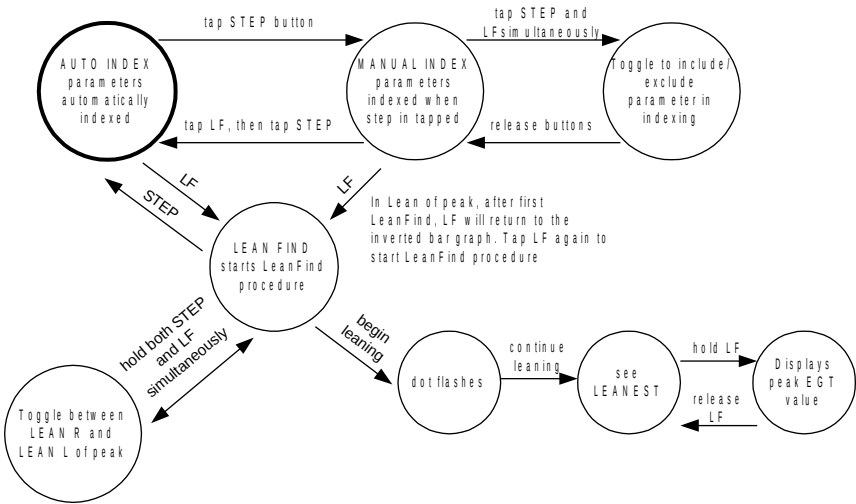 tap STEP button
tap STEP and
LFsimultaneously
AUTO INDEX
parameters
automatically
indexed
MANUAL INDEX
parameters
indexed when
step in tapped
Toggle to include/
exclude
parameter in
indexing
tap LF, then tap STEP
release buttons
LF
STEP
LF
In Lean of peak, after first
LeanFind, LF will return to the
inverted bar graph. Tap LF again to
start LeanFind procedure
LEAN FIND
starts LeanFind
procedure
hold both STEP
and LF
simultaneously
begin
leaning
Toggle between
LEAN R and
LEAN L of peak
dot flashes
continue
leaning
see
LEANEST
hold LF
release
LF
Displays
peak EGT
value